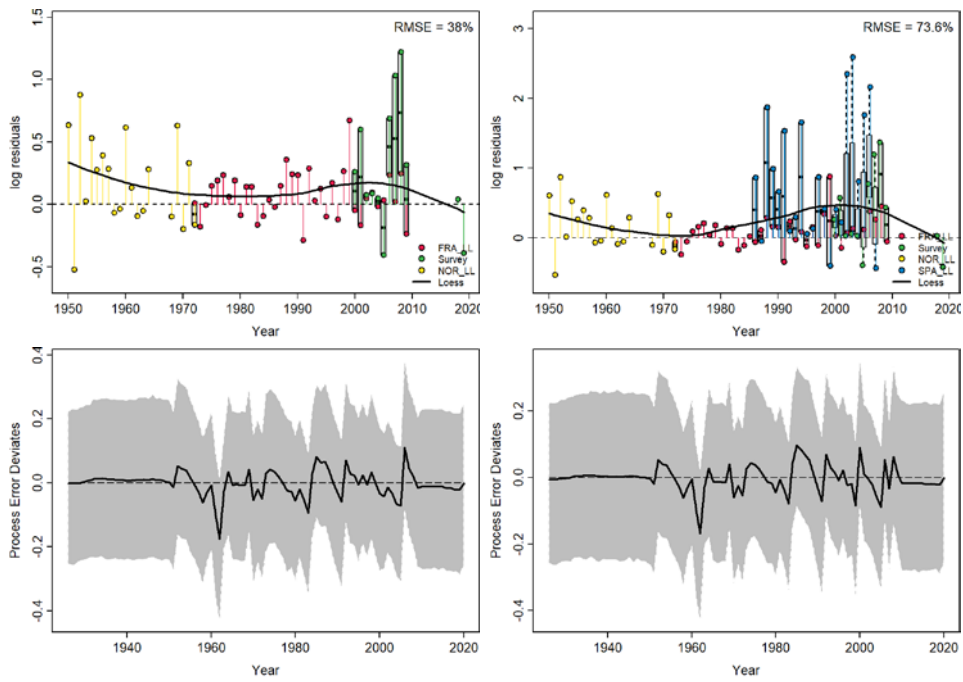 RMSE = 38%
log residuals
1.5
1.0
0.5
0.0
-0.5
FRA_LL
Survey
NOR_LL
Loess
1950 1960 1970 1980 1990 2000 2010 2020
Year
RMSE = 73.6%
log residuals
3
2
1
0
FRA_LL
Survey
NOR_LL
SPA_LL
Loess
1950 1960 1970 1980 1990 2000 2010 2020
Year
Process Error Deviates
0.4
0.2
0.0
-0.2
-0.4
1940 1960 1980 2000 2020
Year
Process Error Deviates
0.2
0.0
-0.2
-0.4
1940 1960 1980 2000 2020
Year